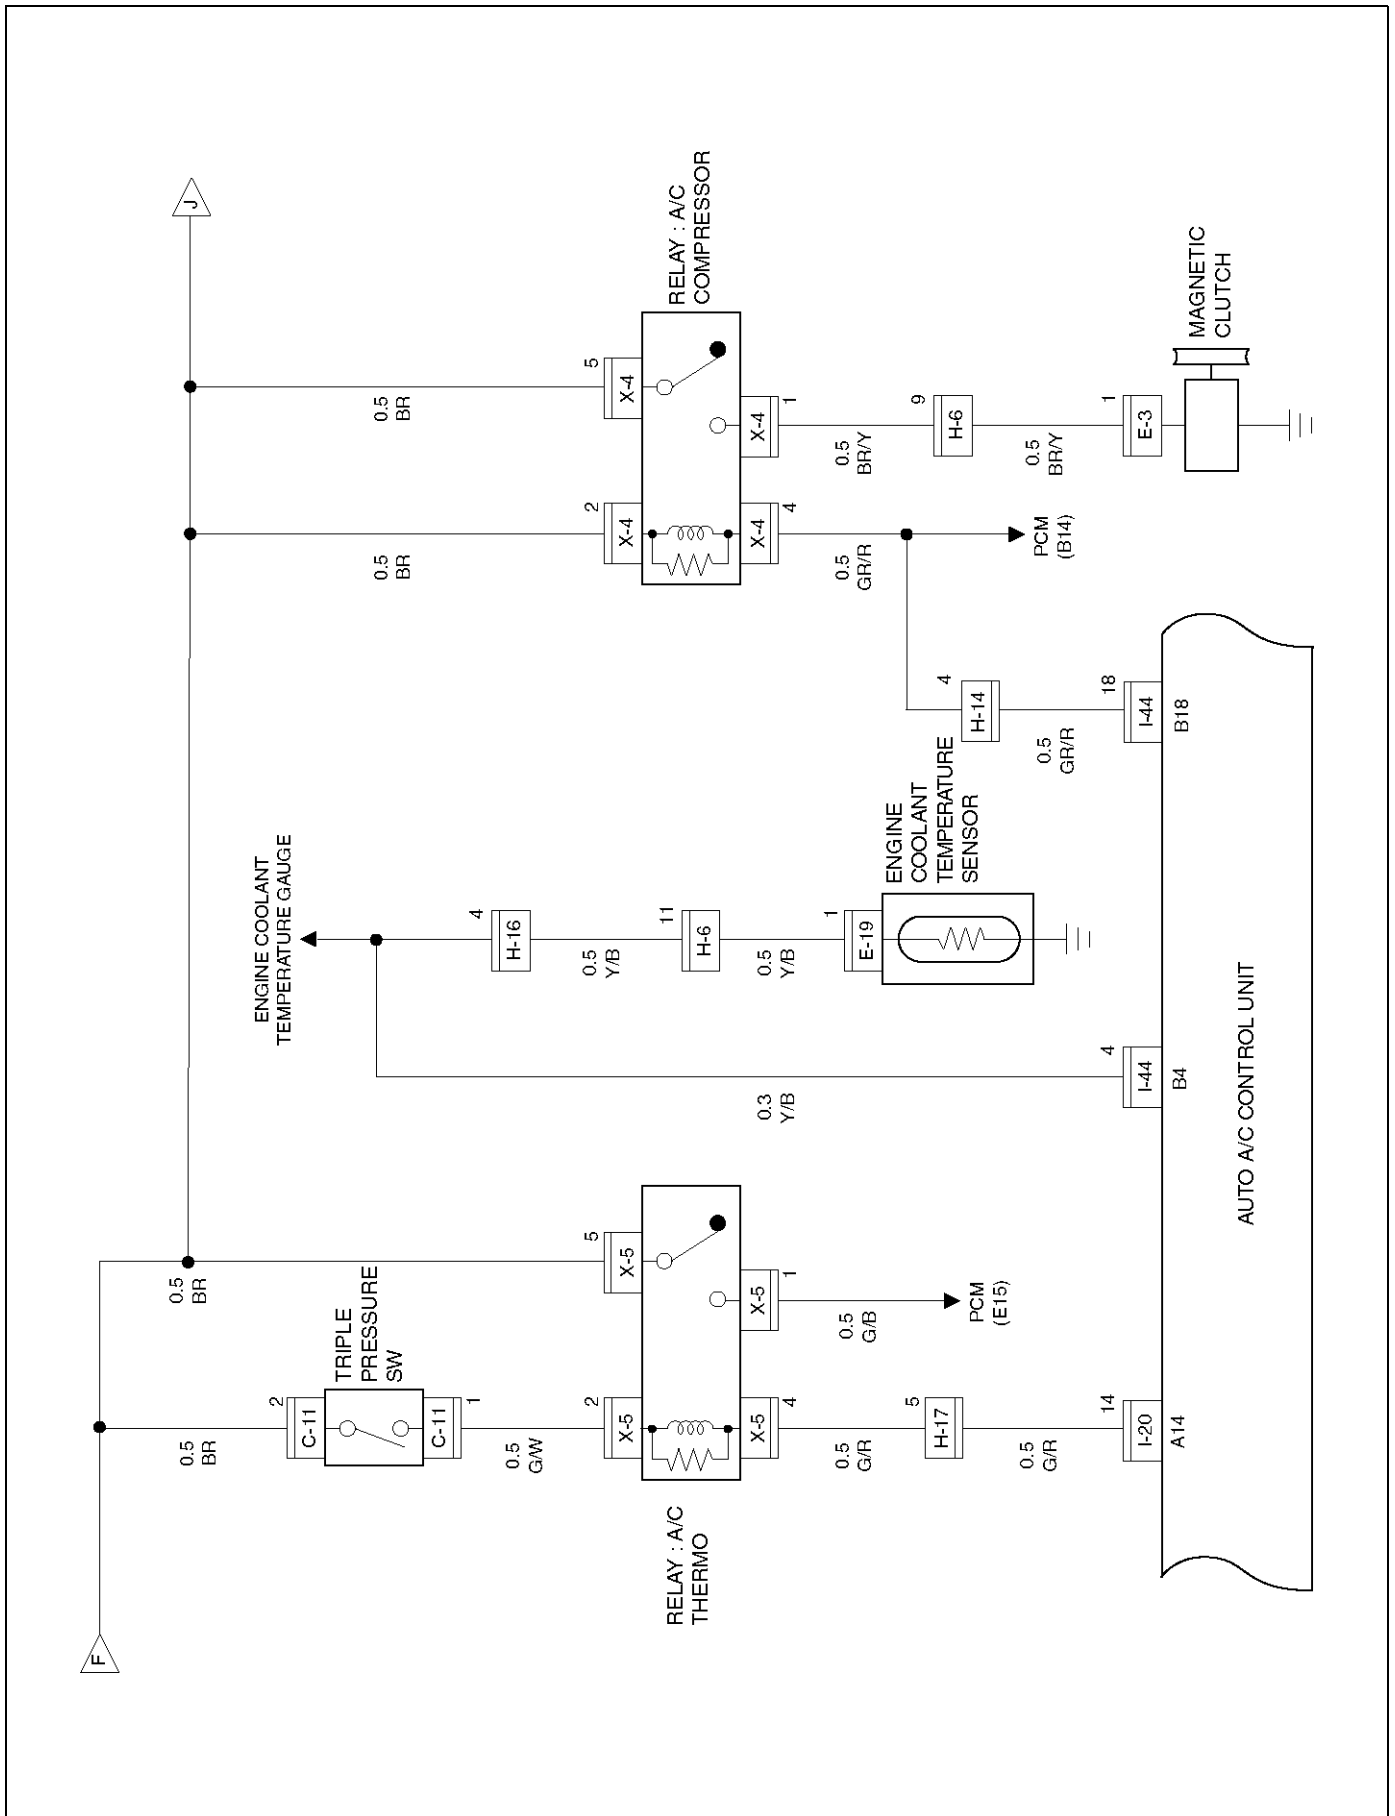 F
0.5
BR
2
C-11
TRIPLE
PRESSURE
SW
C-11
1
0.5
G/W
2
X-5
RELAY : A/C
THERMO
X-5
4
0.5
G/R
5
H-17
0.5
G/R
14
I-20
A14
0.5
BR
5
X-5
X-5
1
0.5
G/B
PCM
(E15)
0.3
Y/B
4
I-44
B4
ENGINE COOLANT
TEMPERATURE GAUGE
4
H-16
0.5
Y/B
11
H-6
0.5
Y/B
1
E-19
ENGINE
COOLANT
TEMPERATURE
SENSOR
4
H-14
0.5
GR/R
18
I-44
B18
AUTO A/C CONTROL UNIT
0.5
BR
2
X-4
X-4
4
0.5
GR/R
PCM
(B14)
J
0.5
BR
5
X-4
RELAY : A/C
COMPRESSOR
X-4
1
0.5
BR/Y
9
H-6
0.5
BR/Y
1
E-3
MAGNETIC
CLUTCH